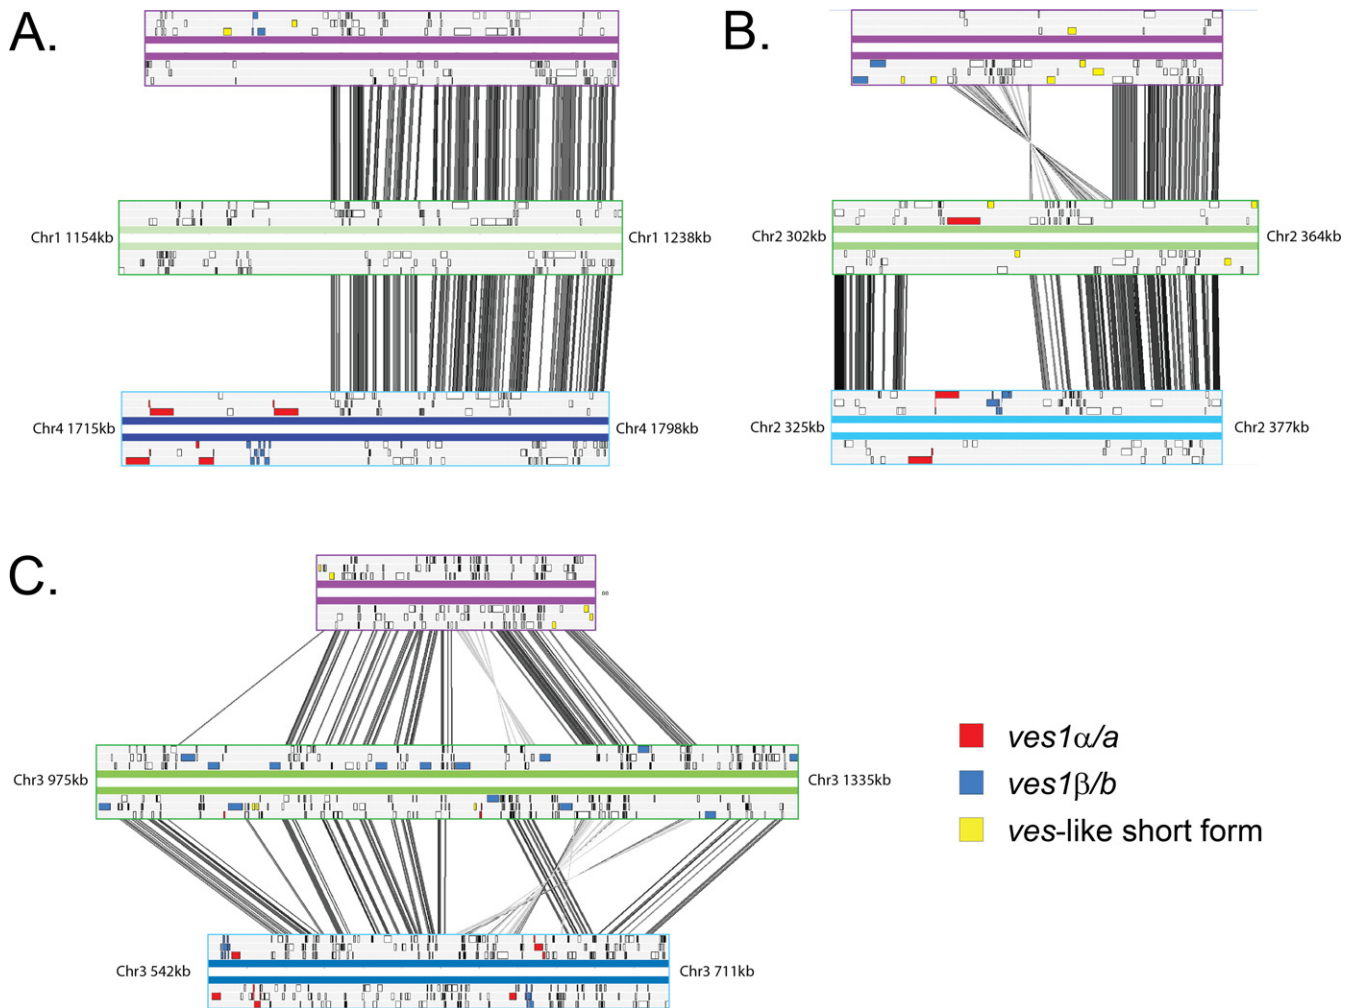 A.
B.
Chr1 1154kb
Chr1 1238kb
Chr2 302kb
Chr2 364kb
Chr4 1715kb
Chr4 1798kb
Chr2 325kb
Chr2 377kb
C.
ves1α/a
Chr3 975kb
Chr3 1335kb
ves1β/b
ves-like short form
Chr3 542kb
Chr3 711kb